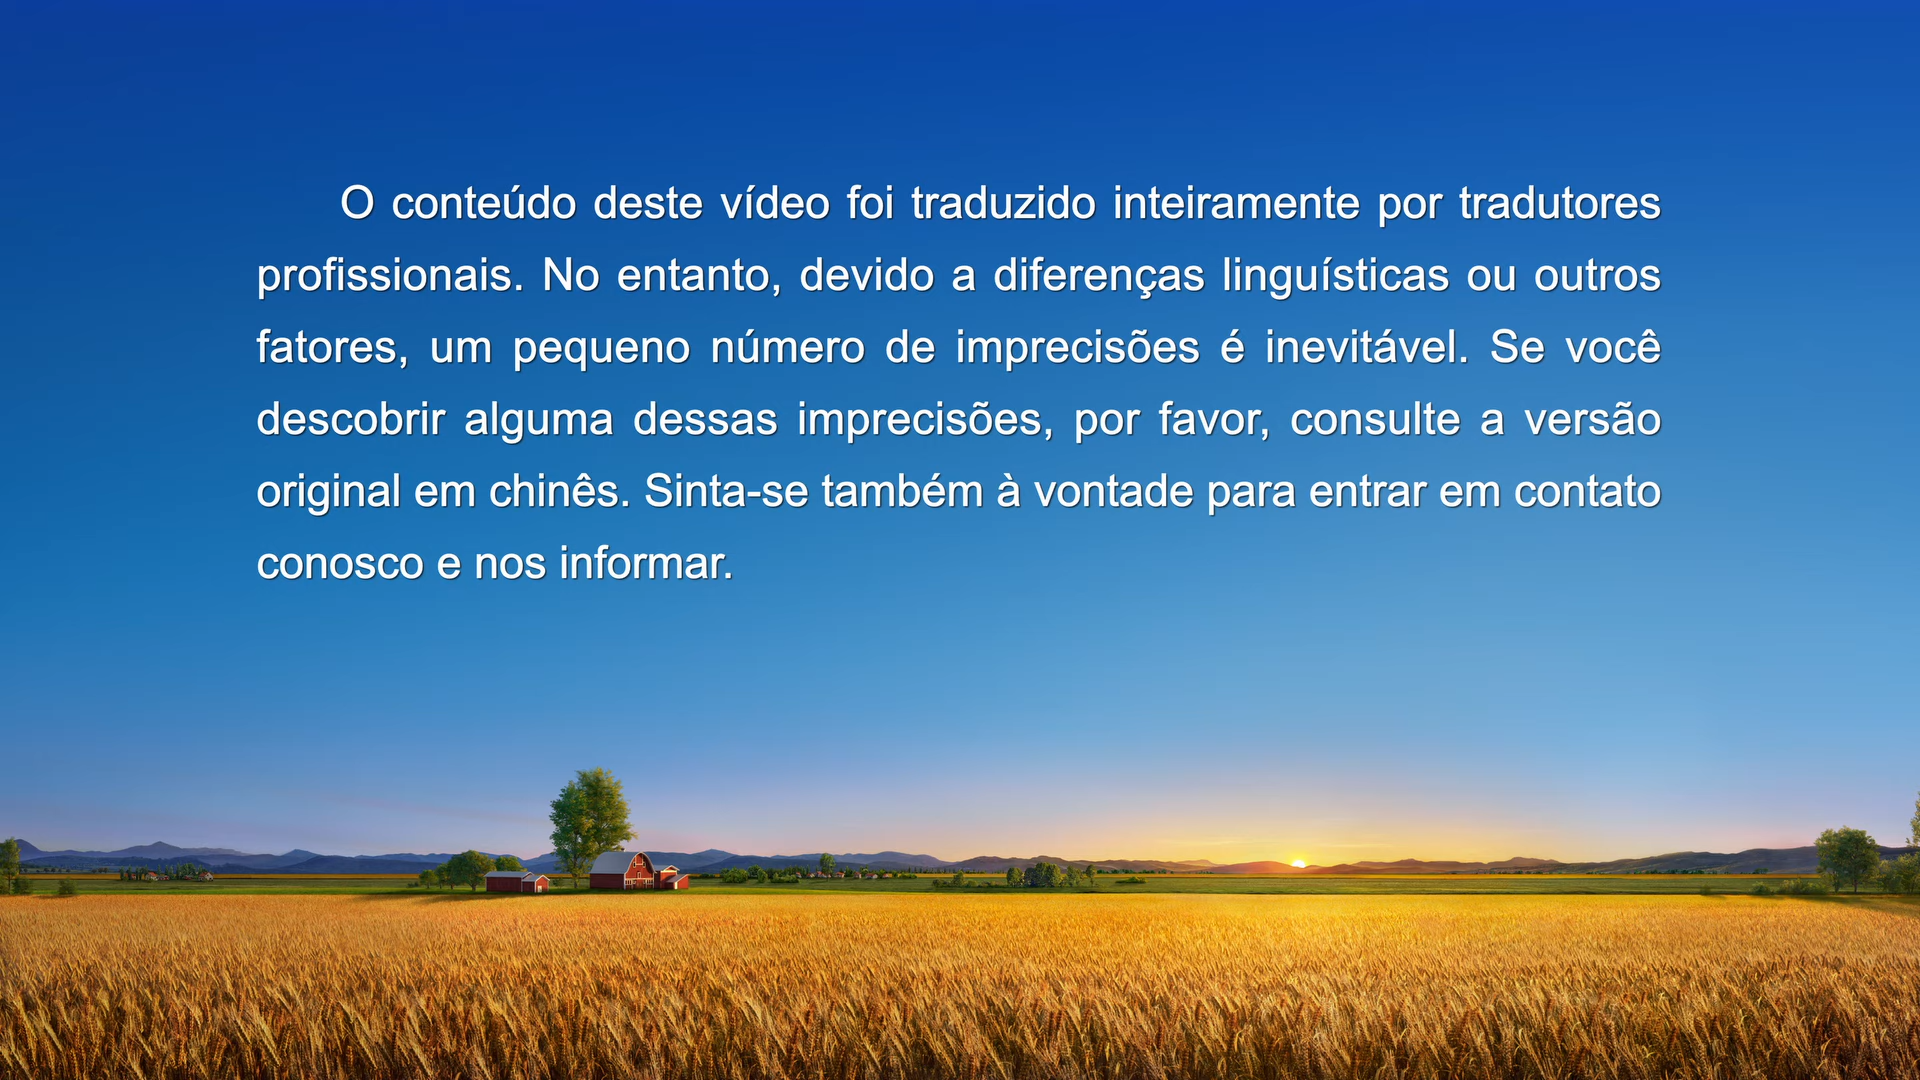 O conteúdo deste vídeo foi traduzido inteiramente por tradutores
profissionais. No entanto, devido a diferenças linguísticas ou outros
fatores, um pequeno número de imprecisões é inevitável. Se você
descobrir alguma dessas imprecisões, por favor, consulte a versão
original em chinês. Sinta-se também à vontade para entrar em contato
conosco e nos informar.